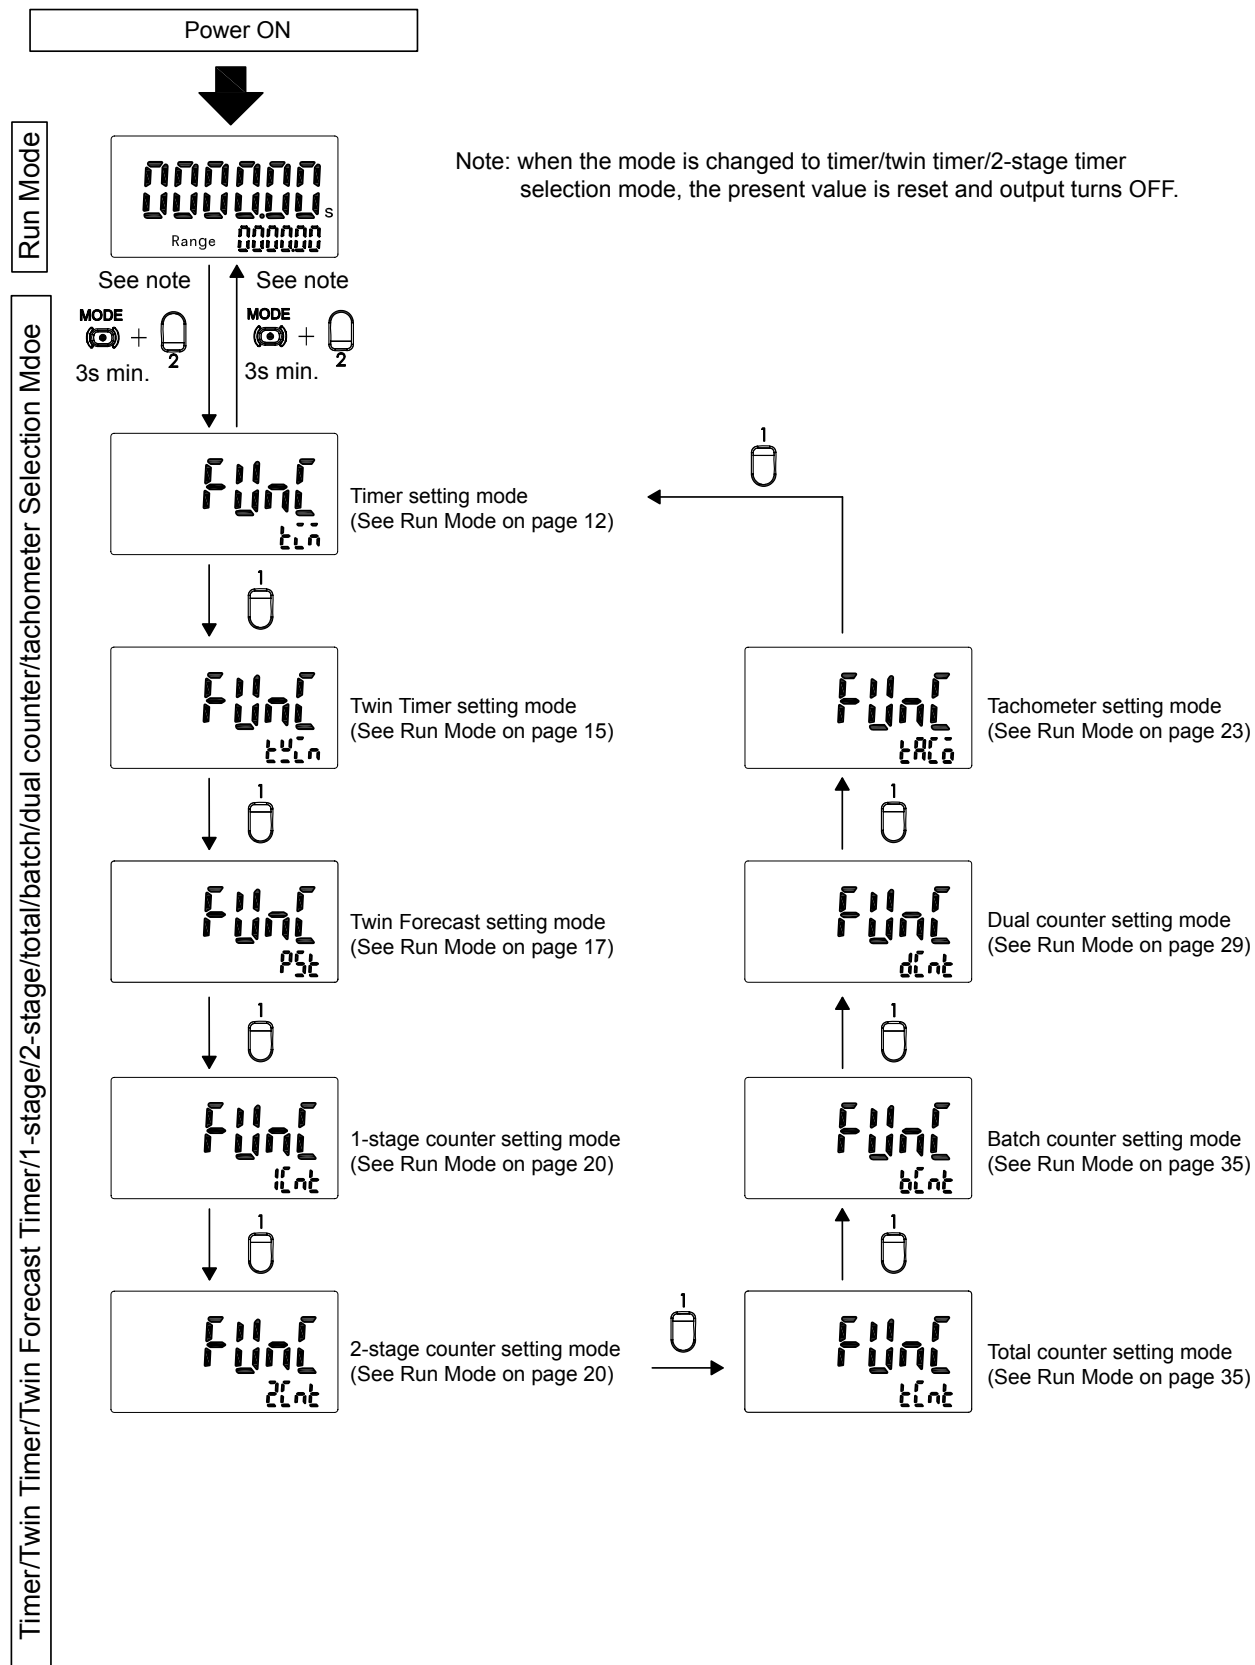 Power ON
Run Mode
000000
s
Range 000000
Note: when the mode is changed to timer/twin timer/2-stage timer
selection mode, the present value is reset and output turns OFF.
See note
See note
MODE
+
2
3s min.
MODE
+
2
3s min.
Timer/Twin Timer/Twin Forecast Timer/1-stage/2-stage/total/batch/dual counter/tachometer Selection Mdoe
FUnC
Timer setting mode
(See Run Mode on page 12)
1
1
FUnC
Twin Timer setting mode
(See Run Mode on page 15)
1
FUnC
PSt
Twin Forecast setting mode
(See Run Mode on page 17)
1
FUnC
1Cnt
1-stage counter setting mode
(See Run Mode on page 20)
1
FUnC
2Cnt
2-stage counter setting mode
(See Run Mode on page 20)
1
FUnC
tCnt
Total counter setting mode
(See Run Mode on page 35)
1
FUnC
bCnt
Batch counter setting mode
(See Run Mode on page 35)
1
FUnC
dCnt
Dual counter setting mode
(See Run Mode on page 29)
1
FUnC
tACo
Tachometer setting mode
(See Run Mode on page 23)